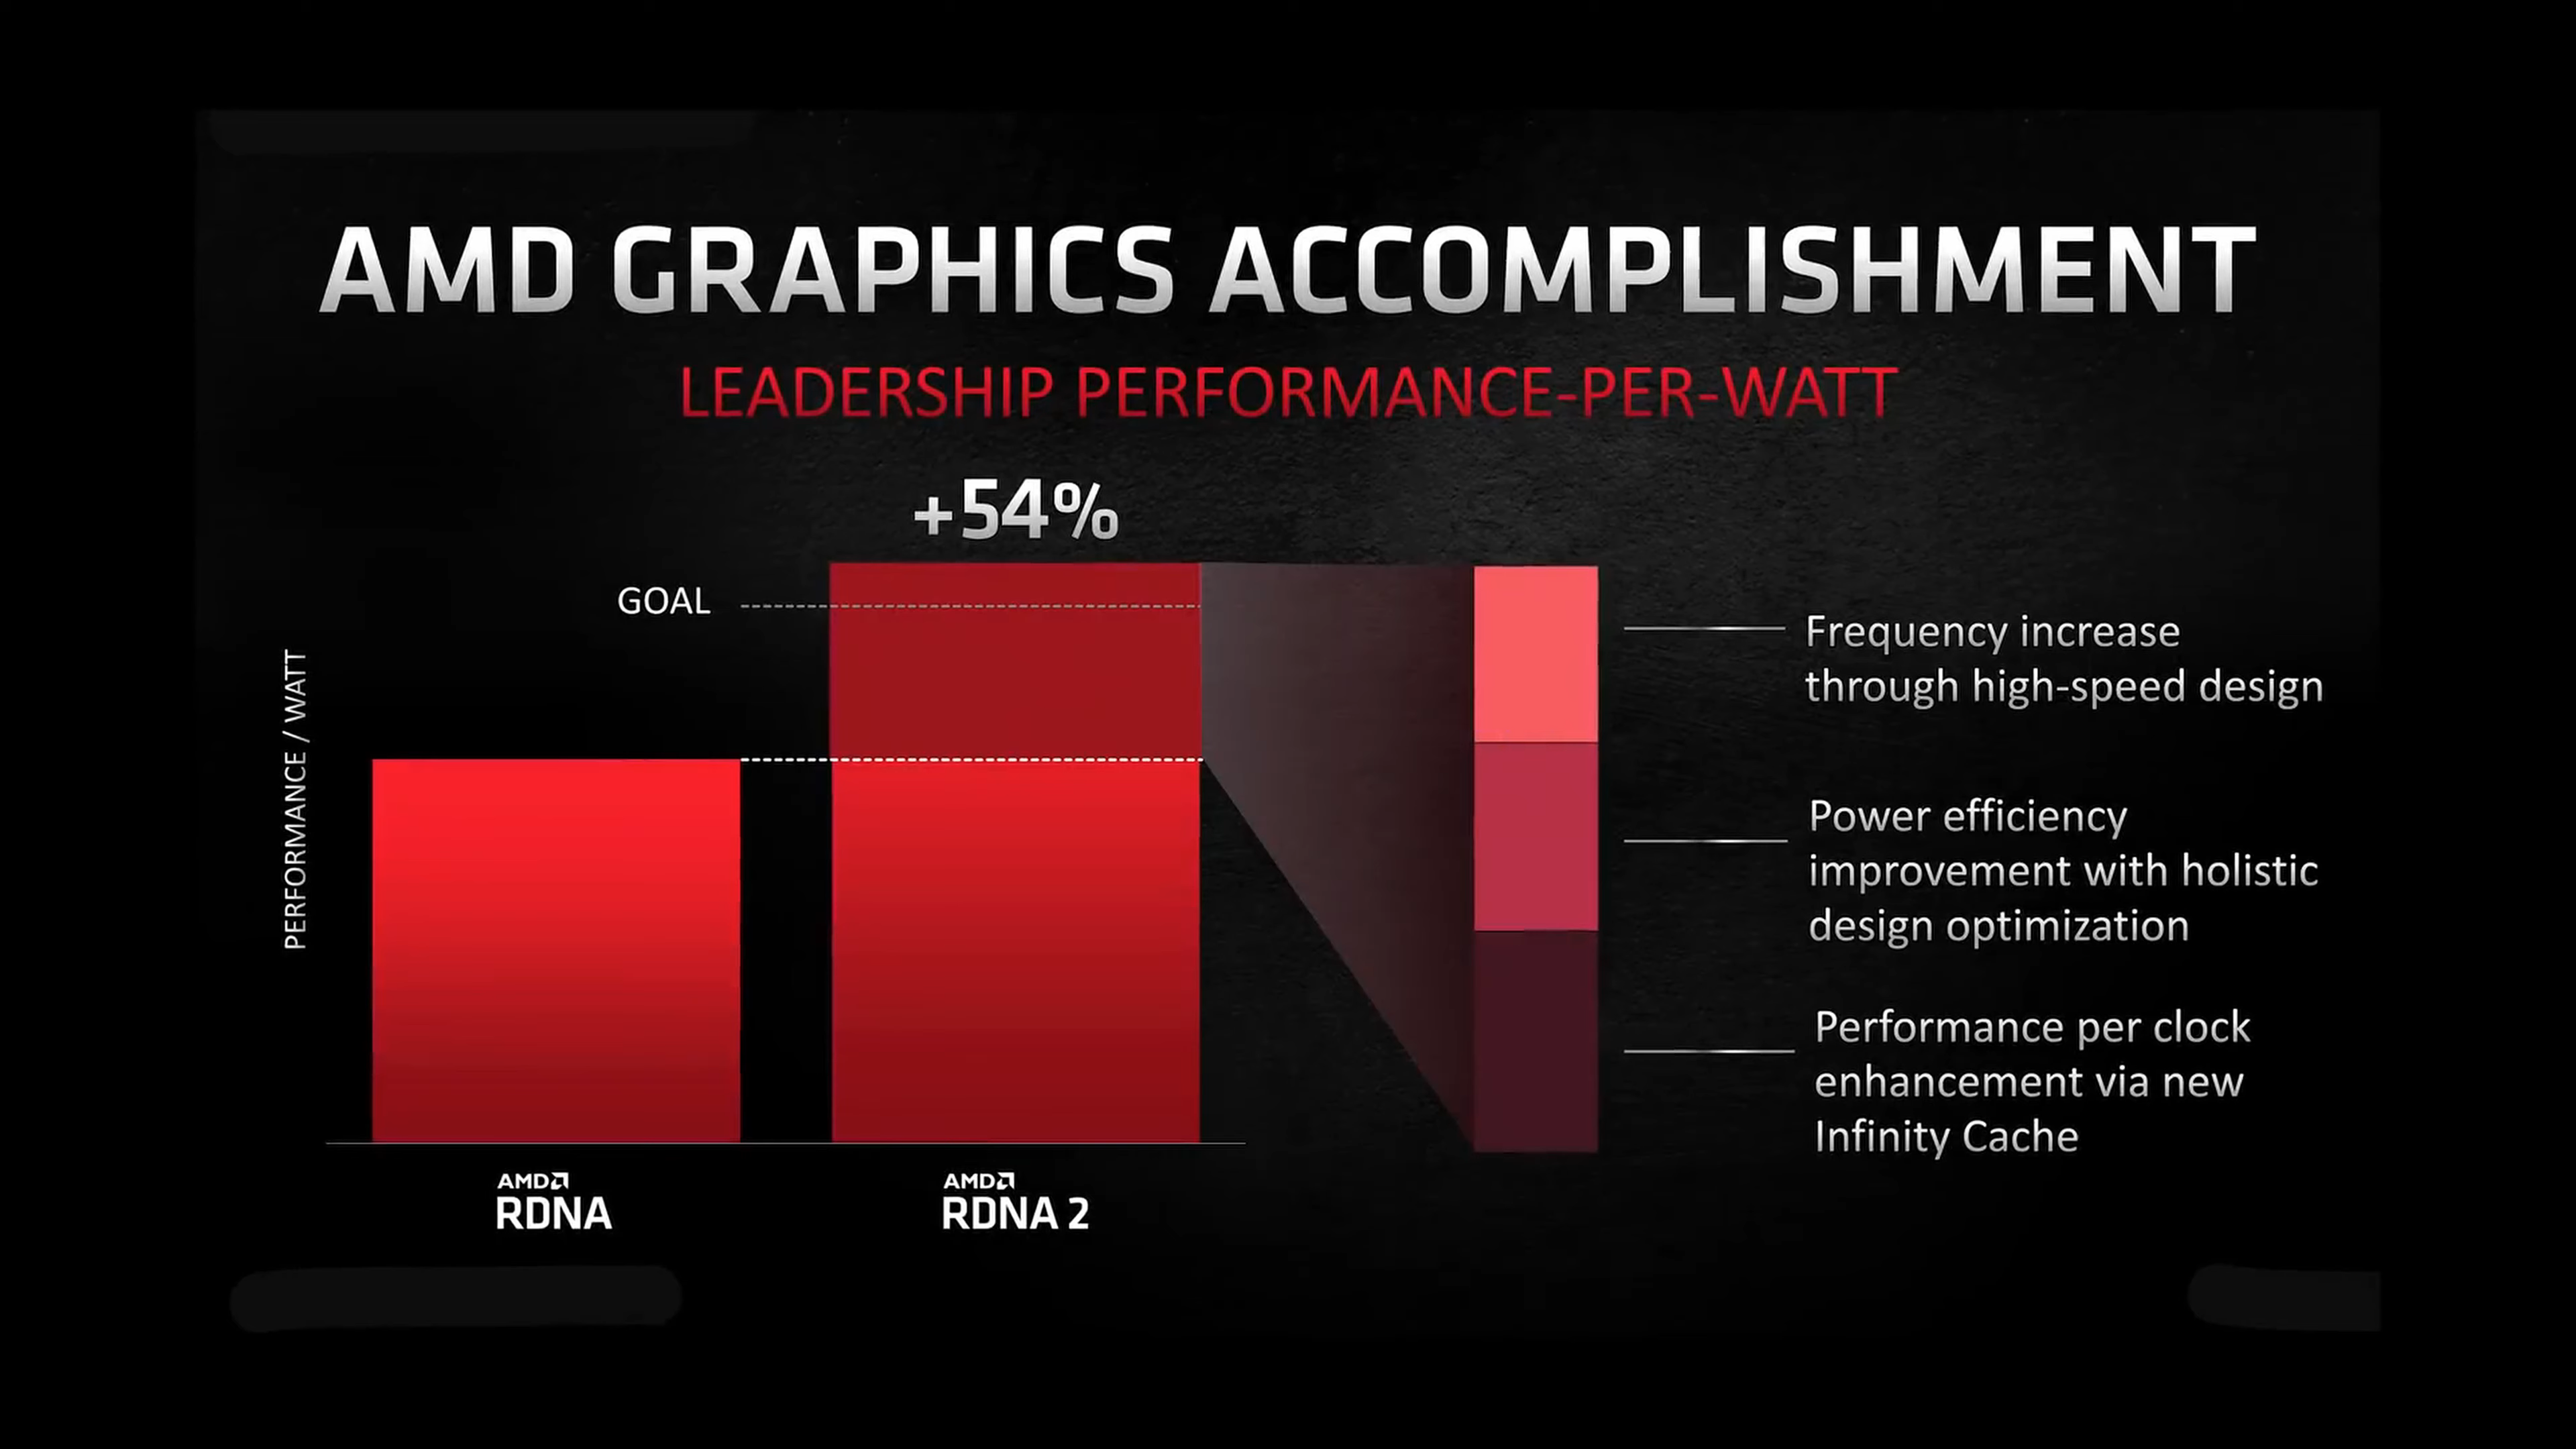 AMD GRAPHICS ACCOMPLISHMENT
LEADERSHIP PERFORMANCE-PER-WATT
+54%
GOAL
PERFORMANCE / WATT
Frequency increase
through high-speed design
Power efficiency
improvement with holistic
design optimization
Performance per clock
enhancement via new
Infinity Cache
AMD
RDNA
AMD
RDNA 2